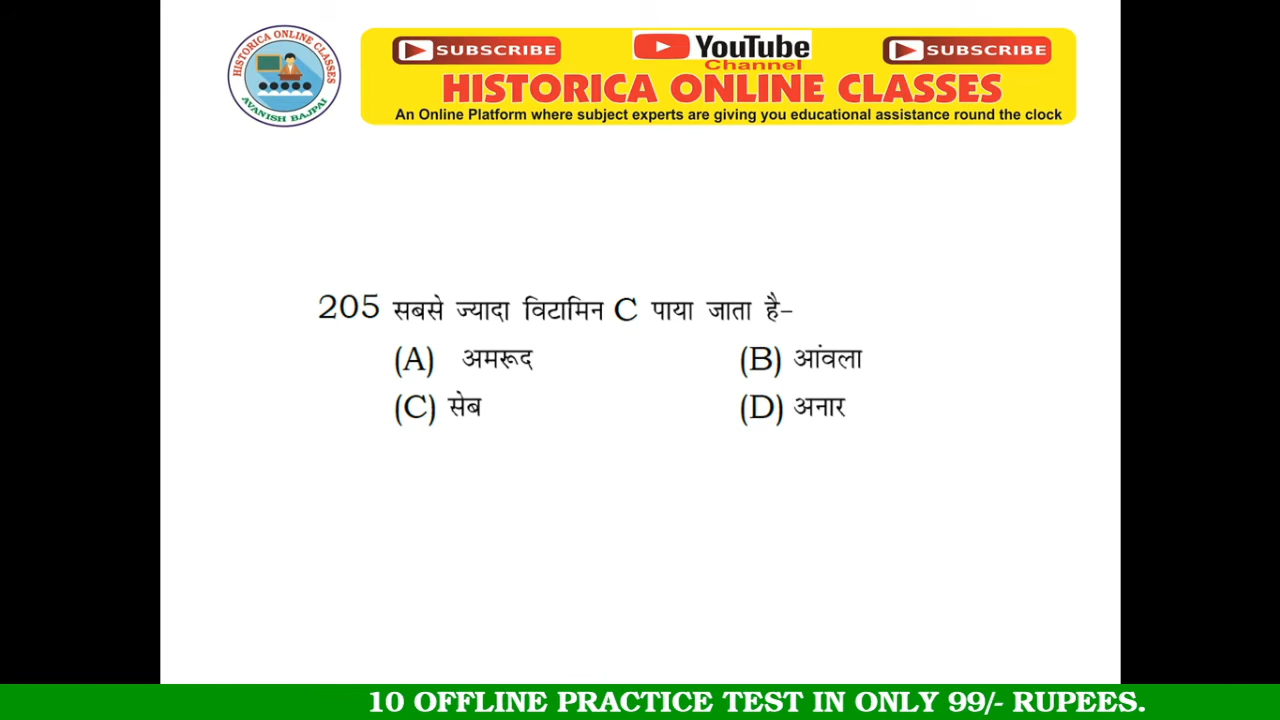 HISTORICA ONLINE CLASSES
AVANISH BAJPAI
SUBSCRIBE
YouTube
SUBSCRIBE
Channel
HISTORICA ONLINE CLASSES
An Online Platform where subject experts are giving you educational assistance round the clock
205 सबसे ज्यादा विटामिन C पाया जाता है-
(A) अमरूद (B) आंवला
(C) सेब (D) अनार
10 OFFLINE PRACTICE TEST IN ONLY 99/- RUPEES.